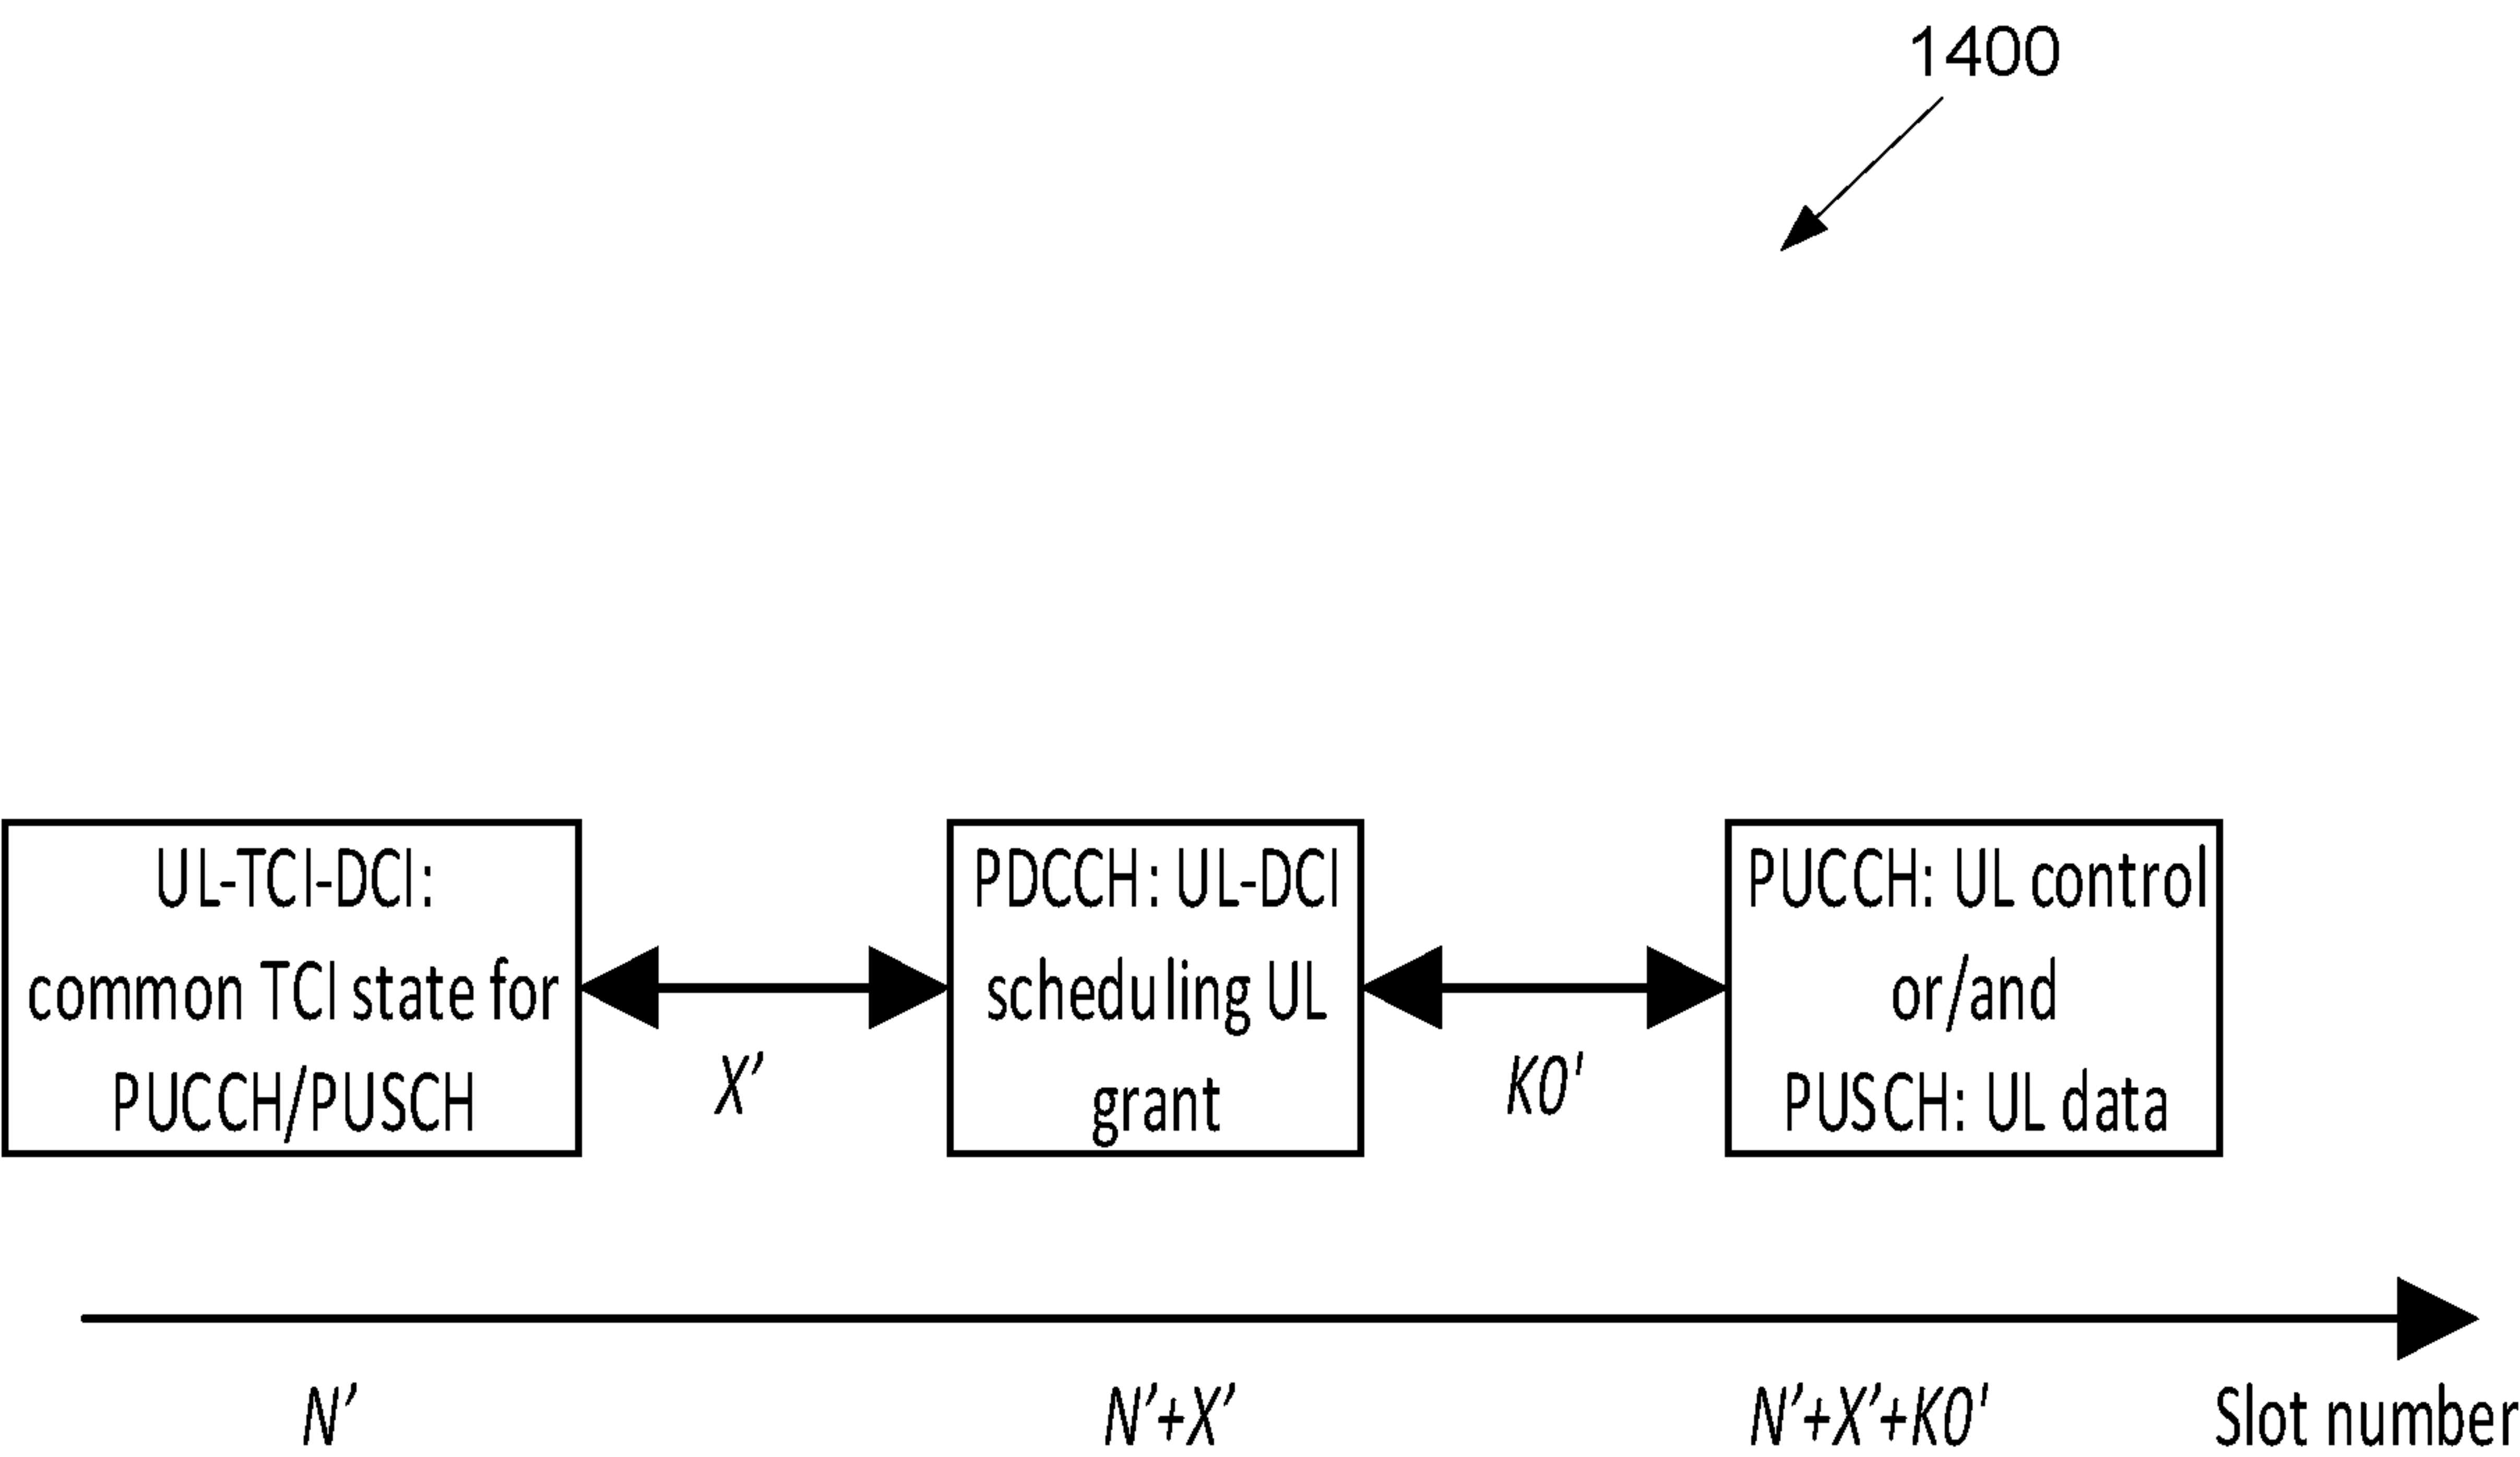 1400
UL-TCI-DCI:
common TCI state for
PUCCH/PUSCH
X'
PDCCH: UL-DCI
scheduling UL
grant
K0'
PUCCH: UL control
or/and
PUSCH: UL data
N'
N'+X'
N'+X'+K0'
Slot number